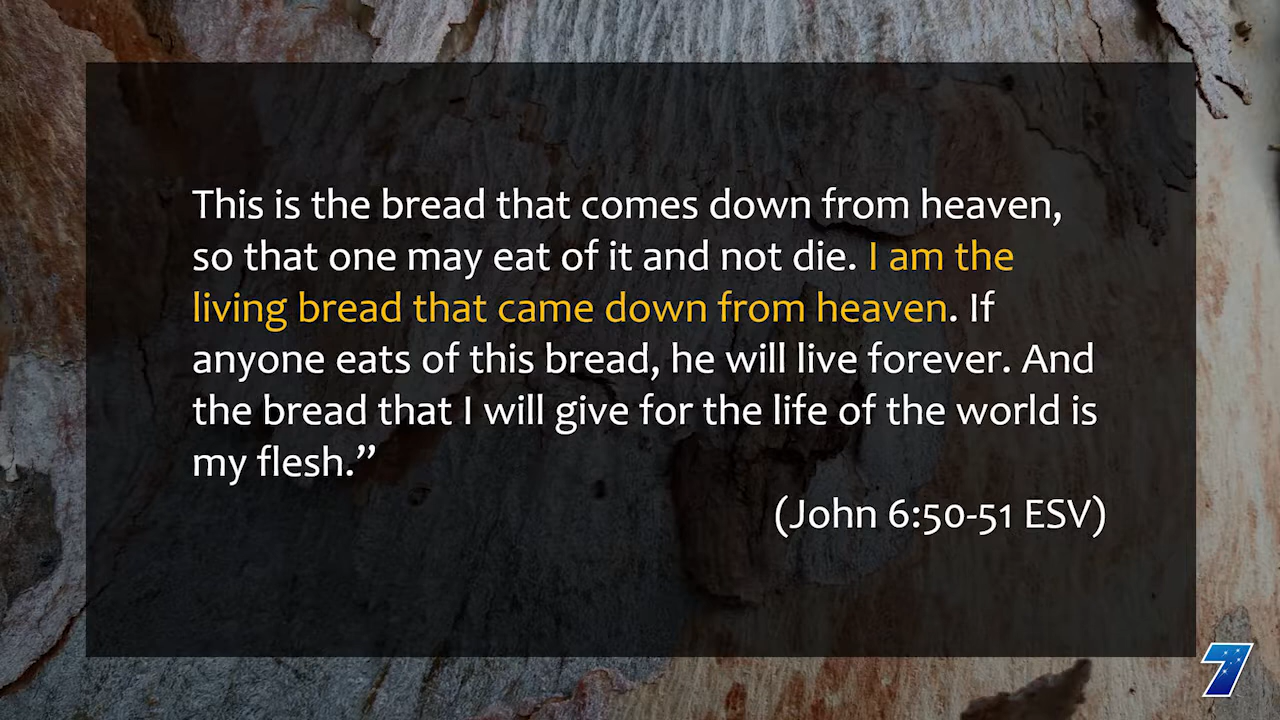 This is the bread that comes down from heaven,
so that one may eat of it and not die. I am the
living bread that came down from heaven. If
anyone eats of this bread, he will live forever. And
the bread that I will give for the life of the world is
my flesh.”
(John 6:50-51 ESV)
7